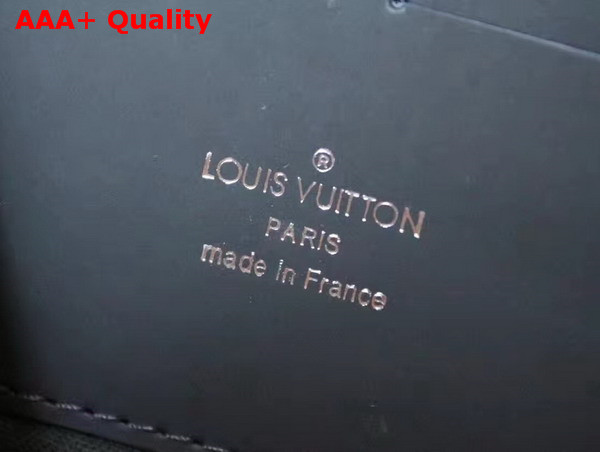 AAA+ Quality
®
LOUIS VUITTON
PARIS
made in France